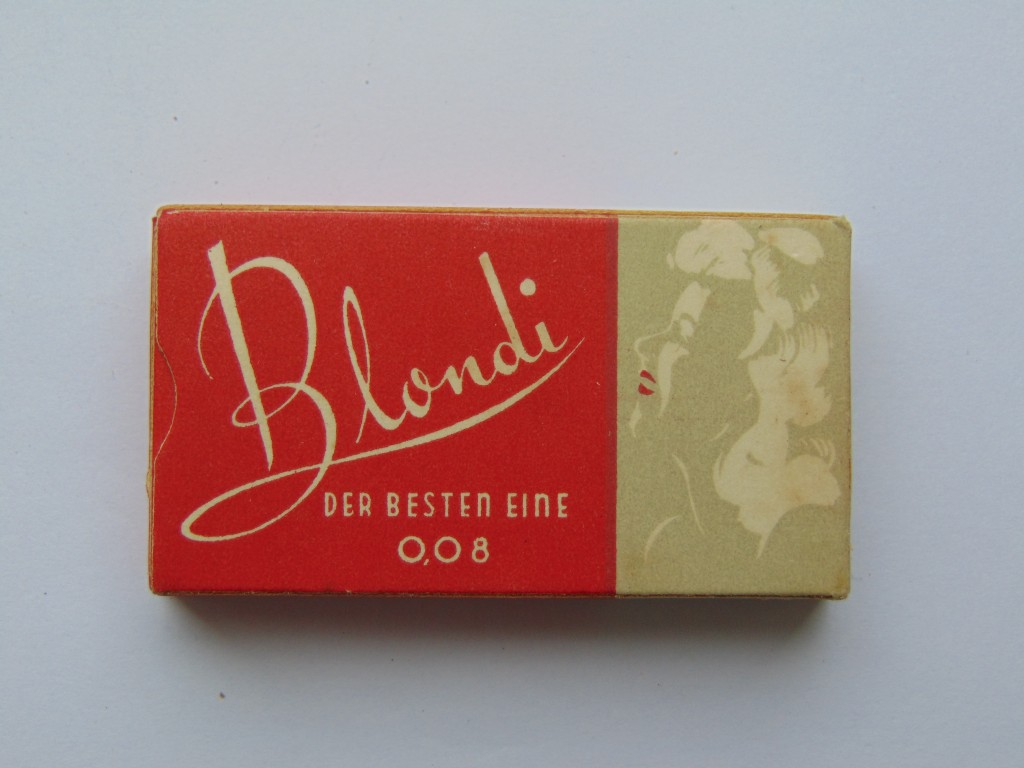 Blondi
DER BESTEN EINE
0,08